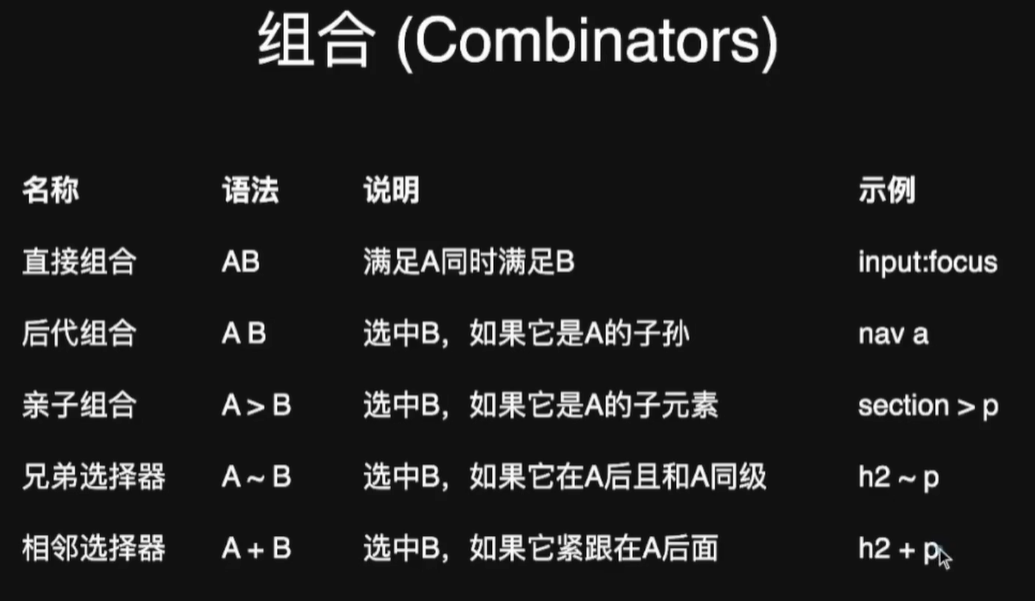 组合 (Combinators)
名称 语法 说明 示例
直接组合 AB 满足A同时满足B input:focus
后代组合 A B 选中B，如果它是A的子孙 nav a
亲子组合 A > B 选中B，如果它是A的子元素 section > p
兄弟选择器 A ~ B 选中B，如果它在A后且和A同级 h2 ~ p
相邻选择器 A + B 选中B，如果它紧跟在A后面 h2 + p